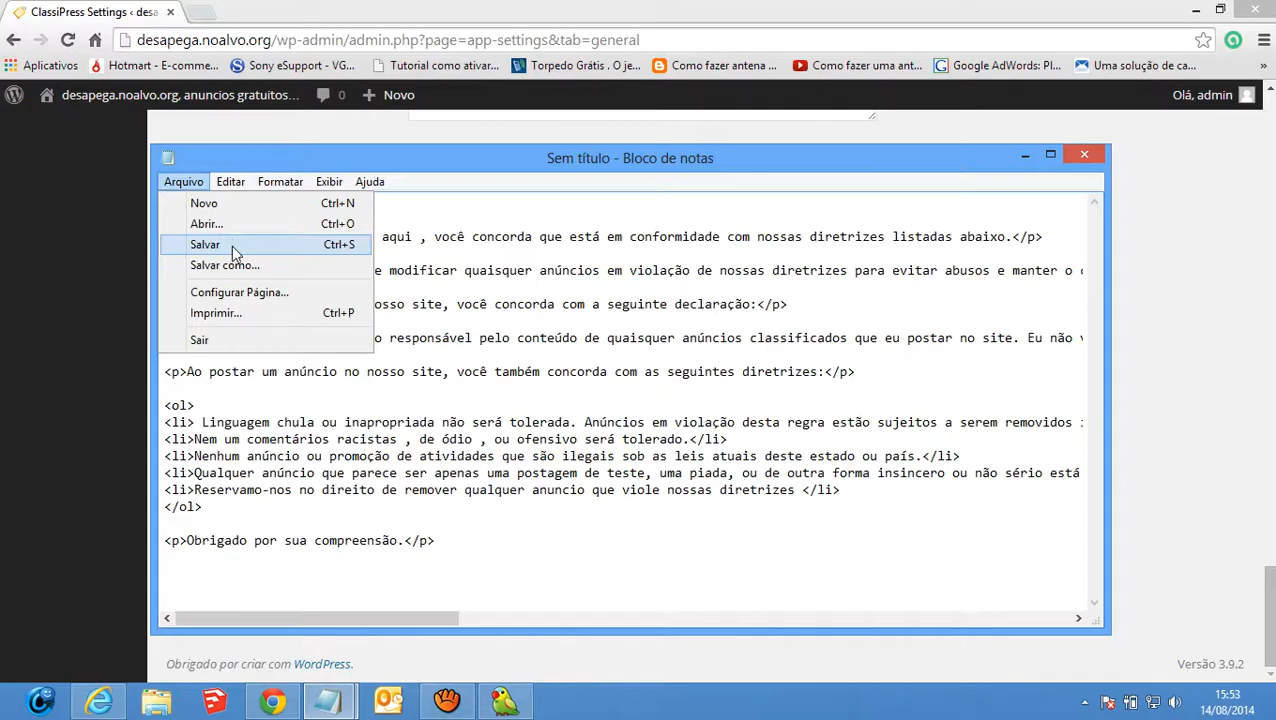 ClassiPress Settings ‹ desa
desapega.noalvo.org/wp-admin/admin.php?page=app-settings&tab=general
Aplicativos
Hotmart - E-comme...
Sony eSupport - VG...
Tutorial como ativar...
Torpedo Grátis . O je...
Como fazer antena ...
Como fazer uma ant...
Google AdWords: Pl...
Uma solução de ca...
»
desapega.noalvo.org, anuncios gratuitos...
0
Novo
Olá, admin
Sem título - Bloco de notas
Arquivo Editar Formatar Exibir Ajuda
Novo Ctrl+N
Abrir... Ctrl+O
Salvar Ctrl+S
Salvar como...
Configurar Página...
Imprimir... Ctrl+P
Sair
aqui , você concorda que está em conformidade com nossas diretrizes listadas abaixo.</p>
e modificar quaisquer anúncios em violação de nossas diretrizes para evitar abusos e manter o
osso site, você concorda com a seguinte declaração:</p>
o responsável pelo conteúdo de quaisquer anúncios classificados que eu postar no site. Eu não
<p>Ao postar um anúncio no nosso site, você também concorda com as seguintes diretrizes:</p>
<ol>
<li> Linguagem chula ou inapropriada não será tolerada. Anúncios em violação desta regra estão sujeitos a serem removidos
<li>Nem um comentários racistas , de ódio , ou ofensivo será tolerado.</li>
<li>Nenhum anúncio ou promoção de atividades que são ilegais sob as leis atuais deste estado ou país.</li>
<li>Qualquer anúncio que parece ser apenas uma postagem de teste, uma piada, ou de outra forma insincero ou não sério está
<li>Reservamo-nos no direito de remover qualquer anuncio que viole nossas diretrizes </li>
</ol>
<p>Obrigado por sua compreensão.</p>
Obrigado por criar com WordPress.
Versão 3.9.2
15:53
14/08/2014